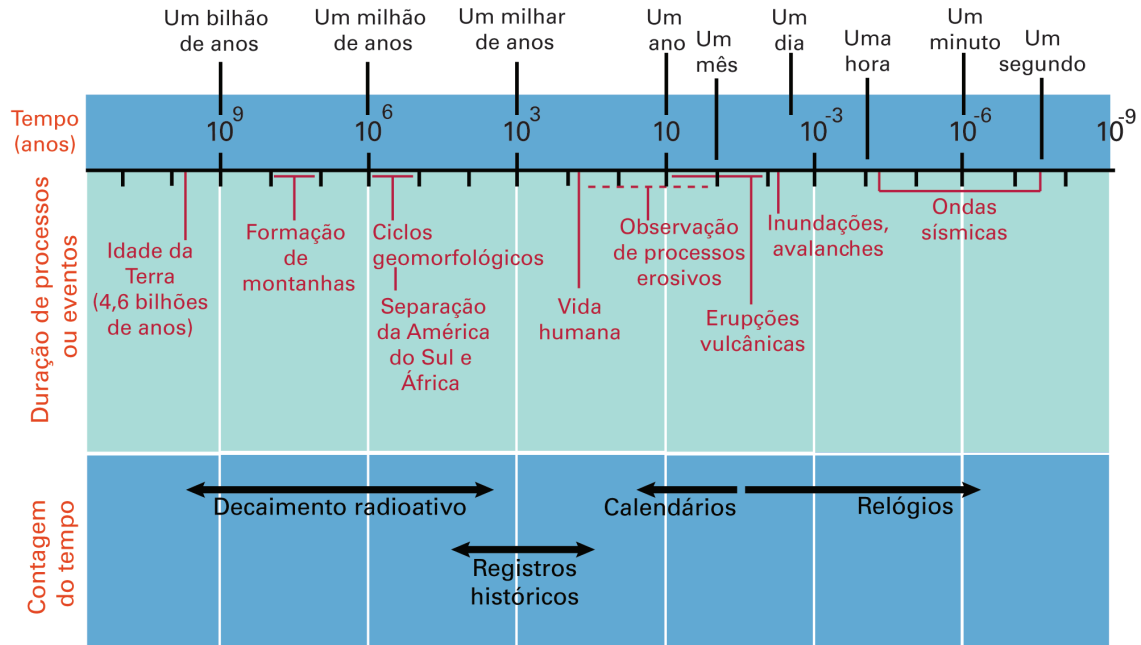 Um bilhão
de anos
Um milhão
de anos
Um milhar
de anos
Um
ano
Um
mês
Um
dia
Uma
hora
Um
minuto
Um
segundo
Tempo
(anos)
10^9
10^6
10^3
10
10^-3
10^-6
10^-9
Duração de processos
ou eventos
Idade da
Terra
(4,6 bilhões
de anos)
Formação
de
montanhas
Ciclos
geomorfológicos
Separação
da América
do Sul e
África
Vida
humana
Observação
de processos
erosivos
Erupções
vulcânicas
Inundações,
avalanches
Ondas
sísmicas
Contagem
do tempo
Decaimento radioativo
Registros
históricos
Calendários
Relógios